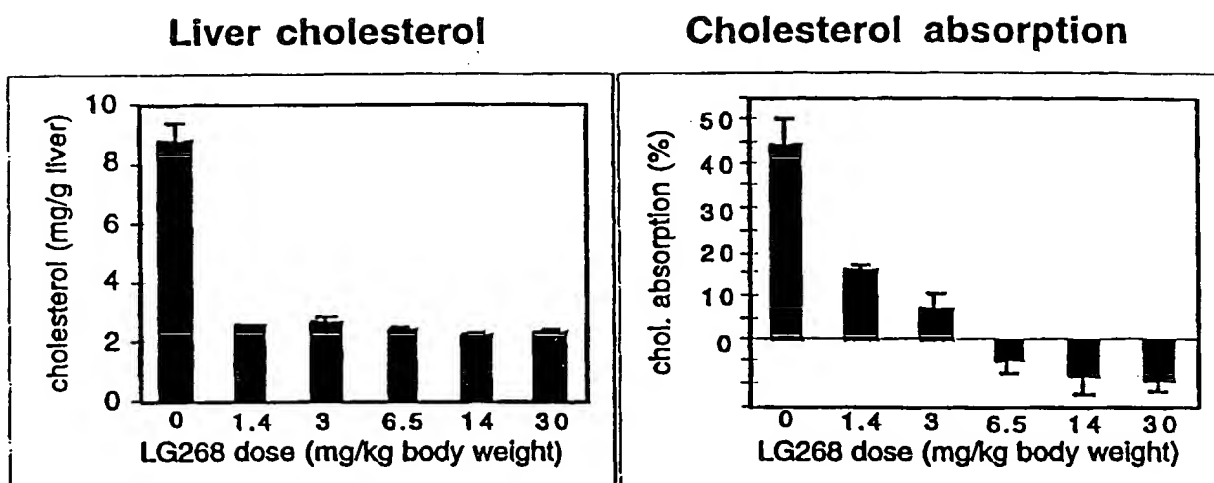 Liver cholesterol
cholesterol (mg/g liver)
10
8
6
4
2
0
0 1.4 3 6.5 14 30
LG268 dose (mg/kg body weight)
Cholesterol absorption
chol. absorption (%)
50
40
30
20
10
0
0 1.4 3 6.5 14 30
LG268 dose (mg/kg body weight)